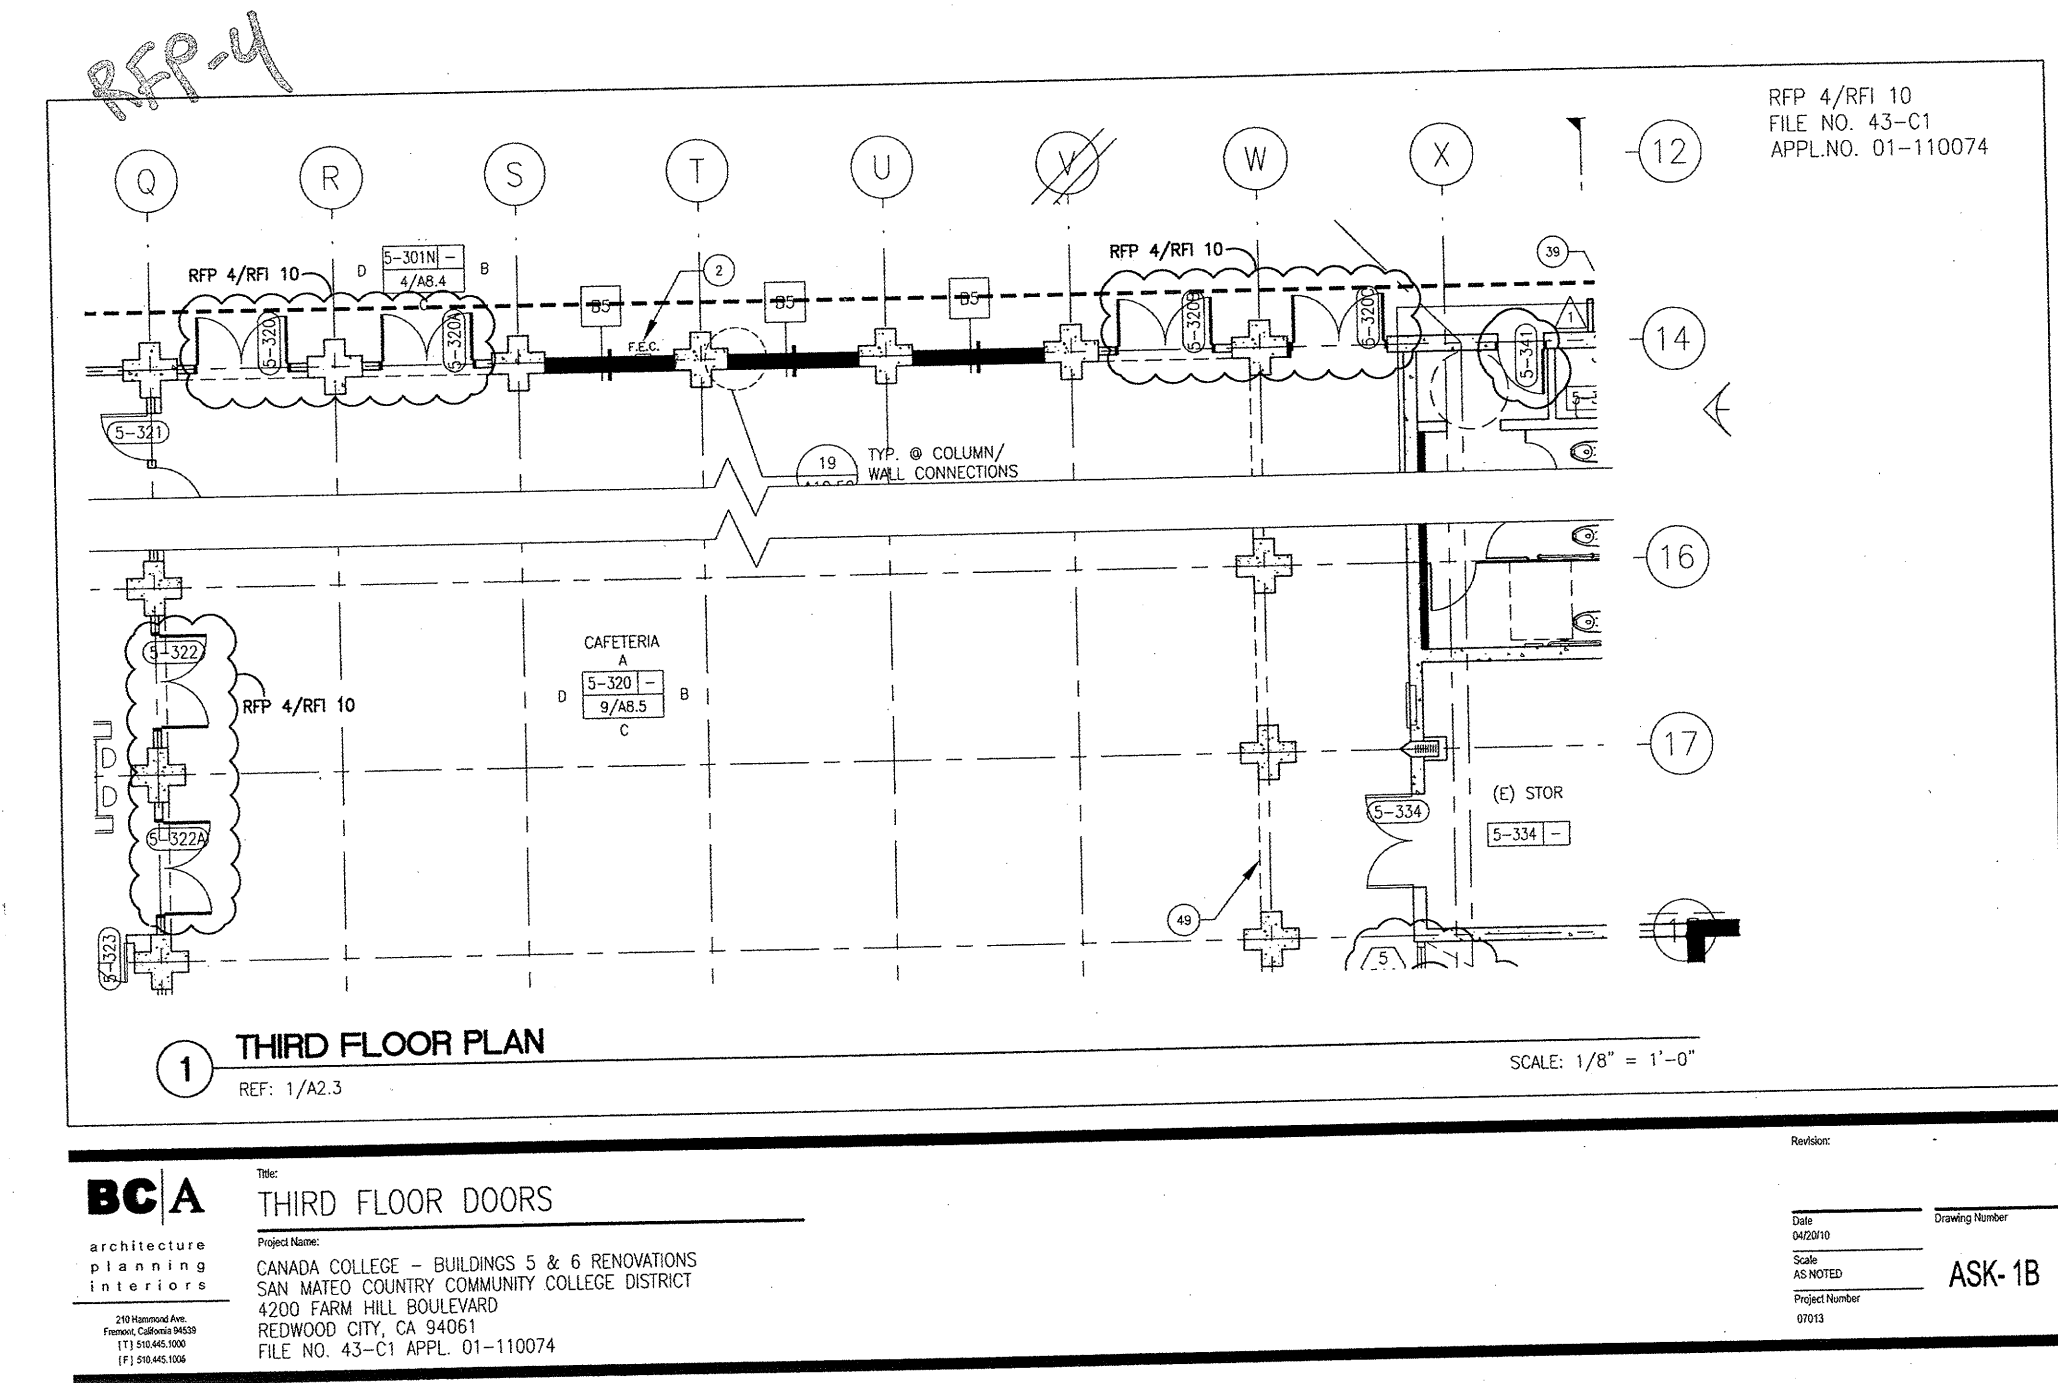 RFP-4
RFP 4/RFI 10
FILE NO. 43-C1
APPL.NO. 01-110074
Q
R
S
T
U
V
W
X
12
RFP 4/RFI 10
D
5-301N -
4/A8.4
B
C
2
B5
B5
B5
F.E.C.
RFP 4/RFI 10
39
5-320
5-320A
5-320B
5-320C
5-341
1
14
5-321
19
TYP. @ COLUMN/
WALL CONNECTIONS
16
5-322
RFP 4/RFI 10
CAFETERIA
A
D
5-320 -
9/A8.5
B
C
17
5-322A
(E) STOR
5-334
5-334 -
49
5-323
5
1
THIRD FLOOR PLAN
REF: 1/A2.3
SCALE: 1/8" = 1'-0"
BC|A
architecture
planning
interiors
210 Hammond Ave.
Fremont, California 94539
[T] 510.445.1000
[F] 510.445.1006
Title:
THIRD FLOOR DOORS
Project Name:
CANADA COLLEGE - BUILDINGS 5 & 6 RENOVATIONS
SAN MATEO COUNTRY COMMUNITY COLLEGE DISTRICT
4200 FARM HILL BOULEVARD
REDWOOD CITY, CA 94061
FILE NO. 43-C1 APPL. 01-110074
Revision:
-
Date
04/20/10
Scale
AS NOTED
Project Number
07013
Drawing Number
ASK-1B